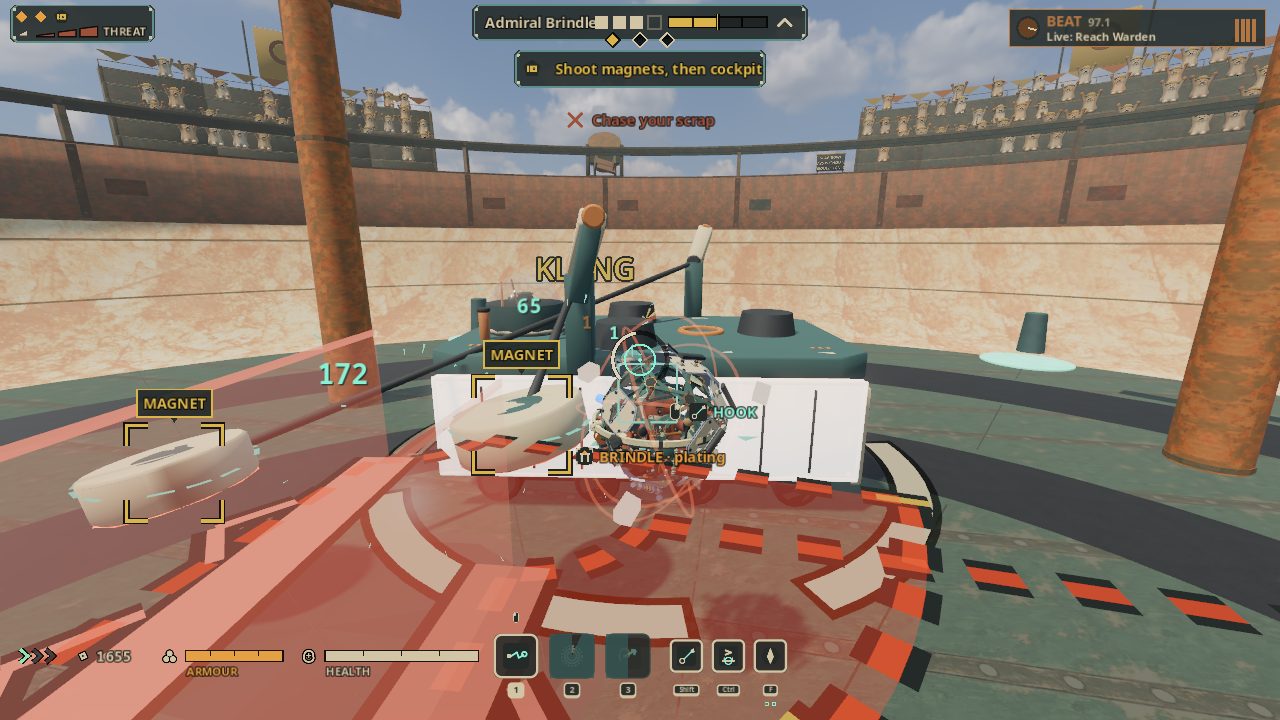 THREAT
Admiral Brindle
BEAT 97.1
Live: Reach Warden
Shoot magnets, then cockpit
Chase your scrap
65
1
1
MAGNET
172
MAGNET
HOOK
BRINDLE· plating
1655
ARMOUR
HEALTH
1
2
3
Shift
Ctrl
F